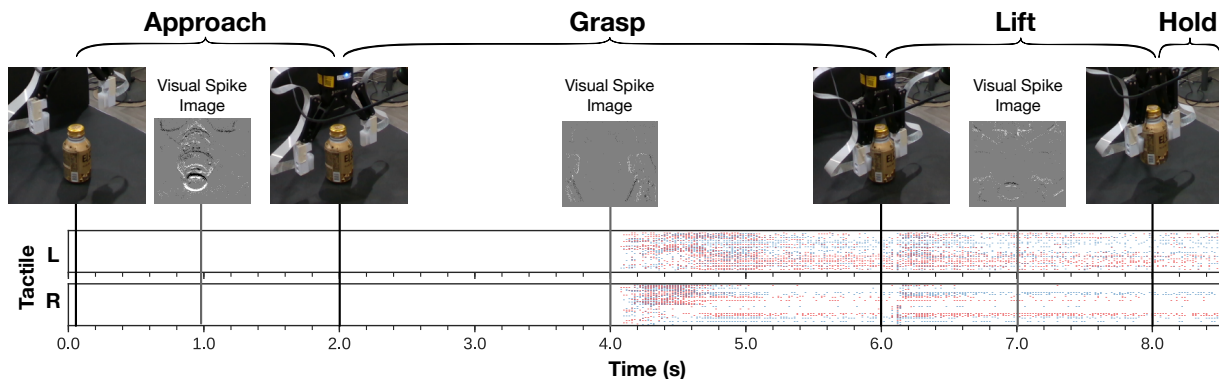 Approach
Grasp
Lift
Hold
Visual Spike
Image
Visual Spike
Image
Visual Spike
Image
Tactile
L
R
0.0
1.0
2.0
3.0
4.0
5.0
6.0
7.0
8.0
Time (s)